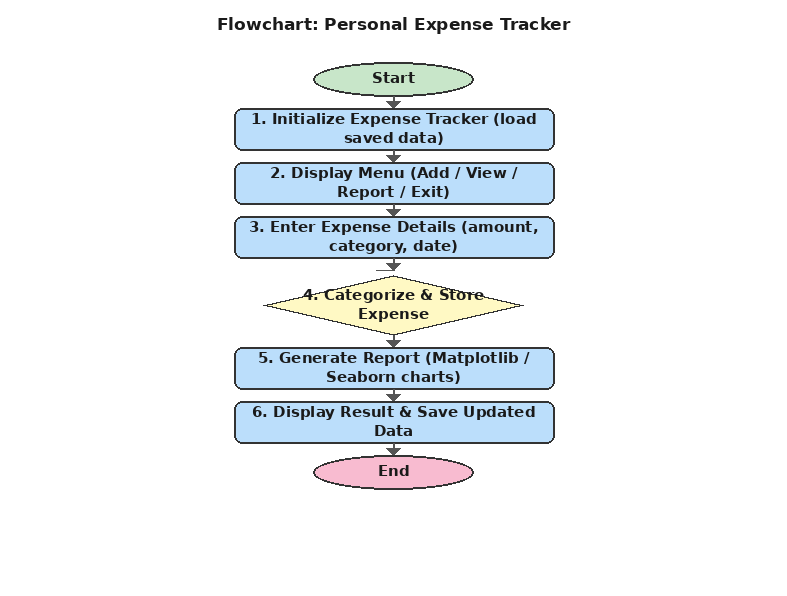 Flowchart: Personal Expense Tracker
Start
1. Initialize Expense Tracker (load
saved data)
2. Display Menu (Add / View /
Report / Exit)
3. Enter Expense Details (amount,
category, date)
4. Categorize & Store
Expense
5. Generate Report (Matplotlib /
Seaborn charts)
6. Display Result & Save Updated
Data
End